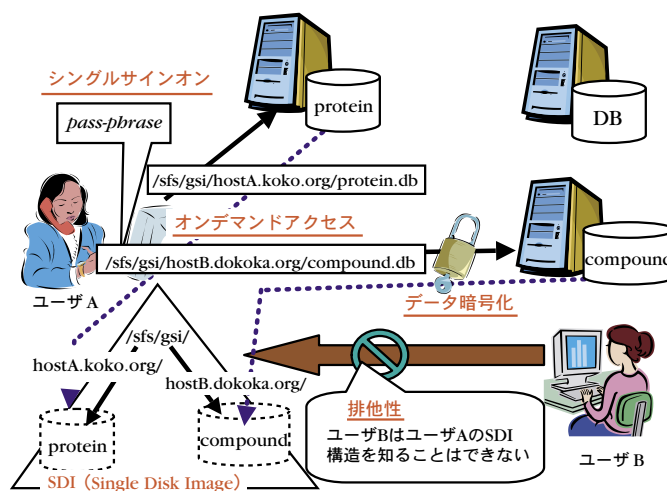 シングルサインオン
pass-phrase
protein
DB
/sfs/gsi/hostA.koko.org/protein.db
オンデマンドアクセス
/sfs/gsi/hostB.dokoka.org/compound.db
compound
ユーザA
データ暗号化
/sfs/gsi/
hostA.koko.org/
hostB.dokoka.org/
protein
compound
SDI（Single Disk Image）
排他性
ユーザBはユーザAのSDI
構造を知ることはできない
ユーザB